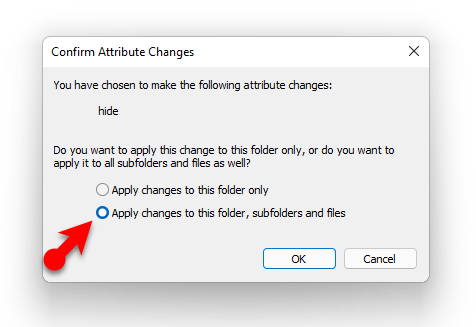 Confirm Attribute Changes
You have chosen to make the following attribute changes:
hide
Do you want to apply this change to this folder only, or do you want to
apply it to all subfolders and files as well?
Apply changes to this folder only
Apply changes to this folder, subfolders and files
OK
Cancel